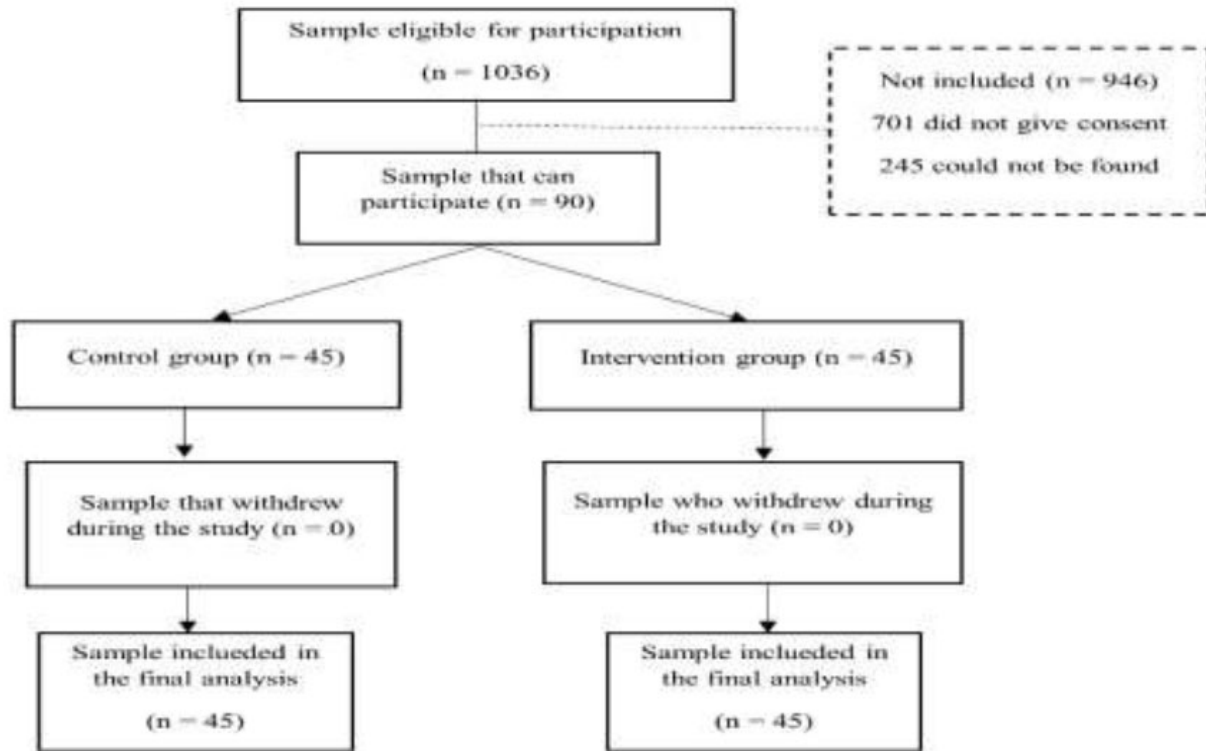 Sample eligible for participation
(n = 1036)
Not included (n = 946)
701 did not give consent
245 could not be found
Sample that can
participate (n = 90)
Control group (n = 45)
Intervention group (n = 45)
Sample that withdrew
during the study (n = 0)
Sample who withdrew during
the study (n = 0)
Sample inclueded in
the final analysis
(n = 45)
Sample inclueded in
the final analysis
(n = 45)